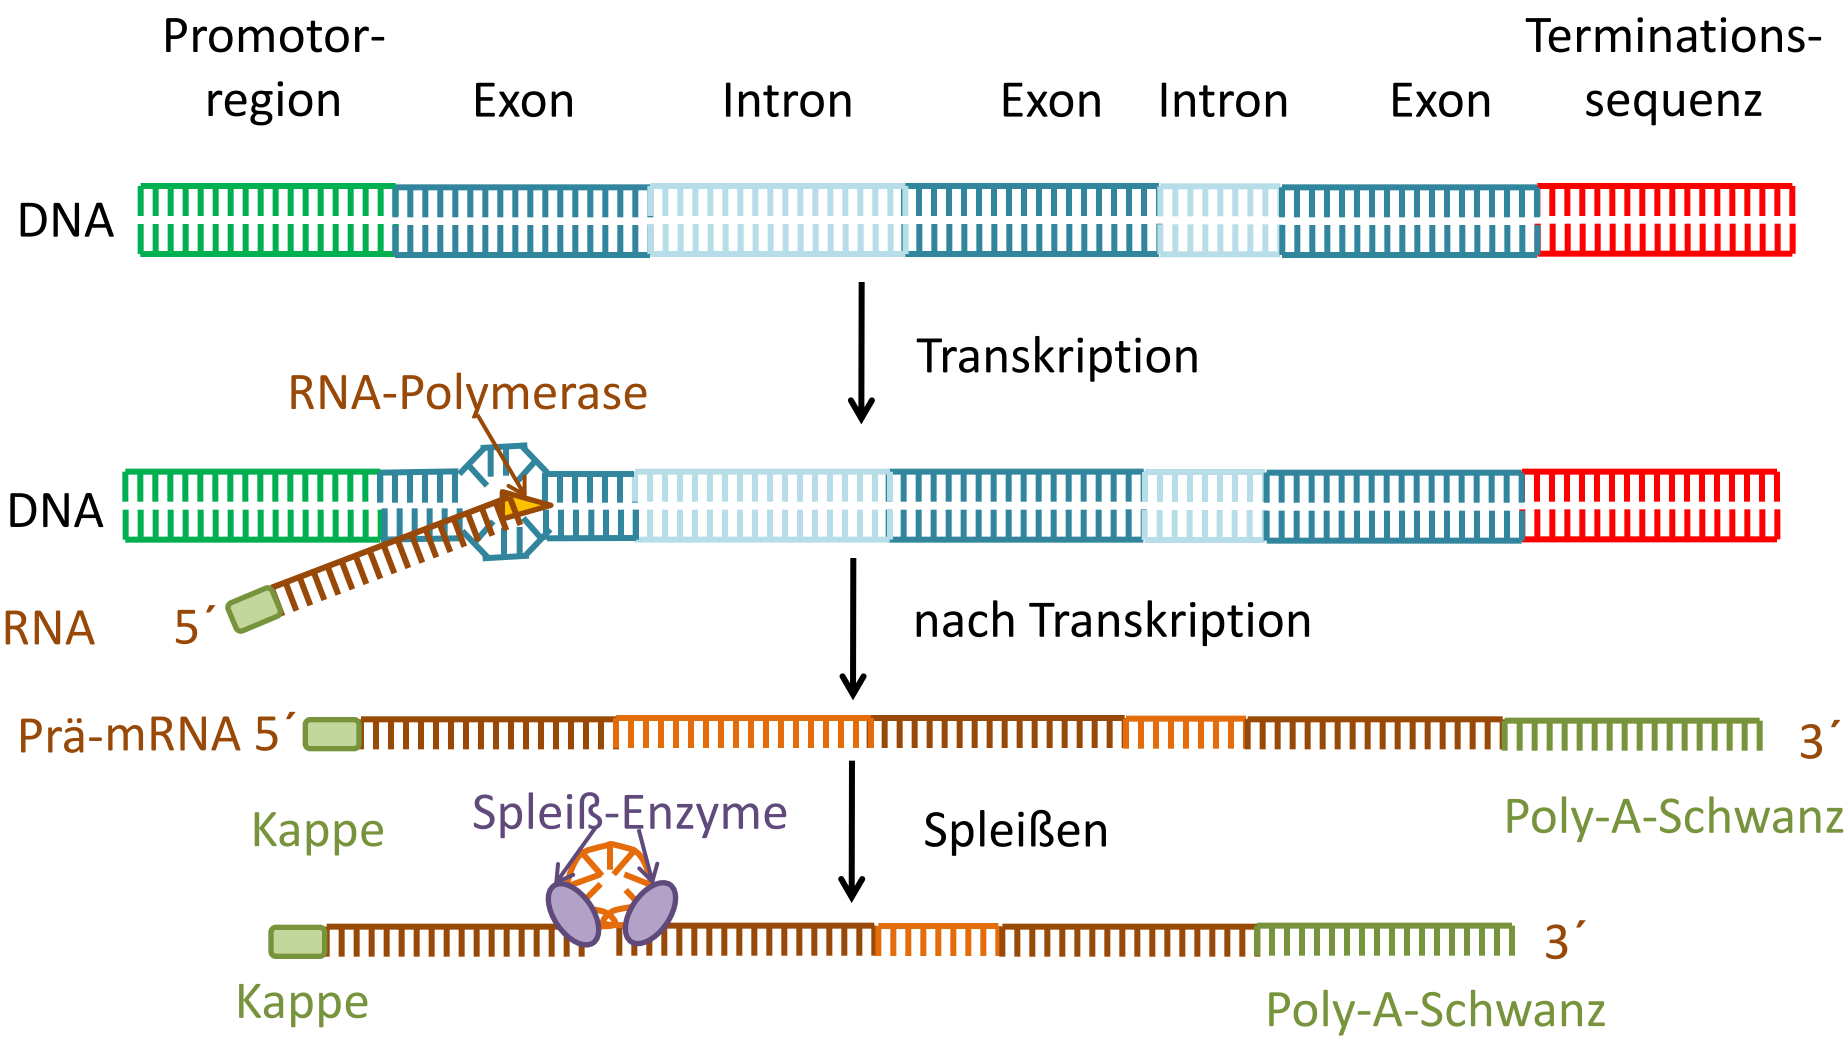 Promotor-
region
Exon
Intron
Exon
Intron
Exon
Terminations-
sequenz
DNA
Transkription
RNA-Polymerase
DNA
RNA 5´
nach Transkription
Prä-mRNA 5´
3´
Kappe
Spleiß-Enzyme
Spleißen
Poly-A-Schwanz
3´
Kappe
Poly-A-Schwanz